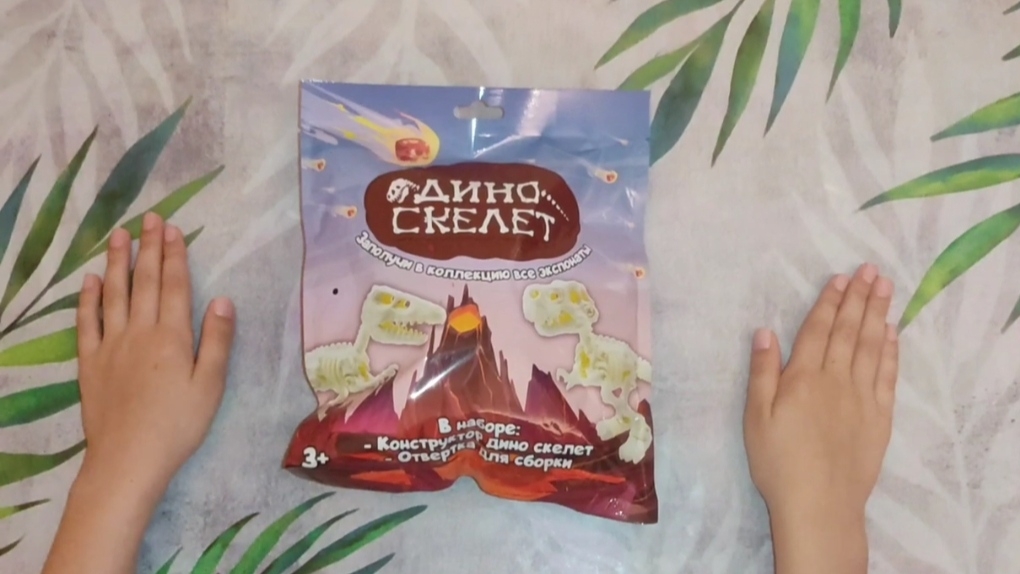 ДИНО
СКЕЛЕТ
Заполучи в коллекцию все экспонаты
В наборе:
- Конструктор дино скелет
- Отвертка для сборки
3+